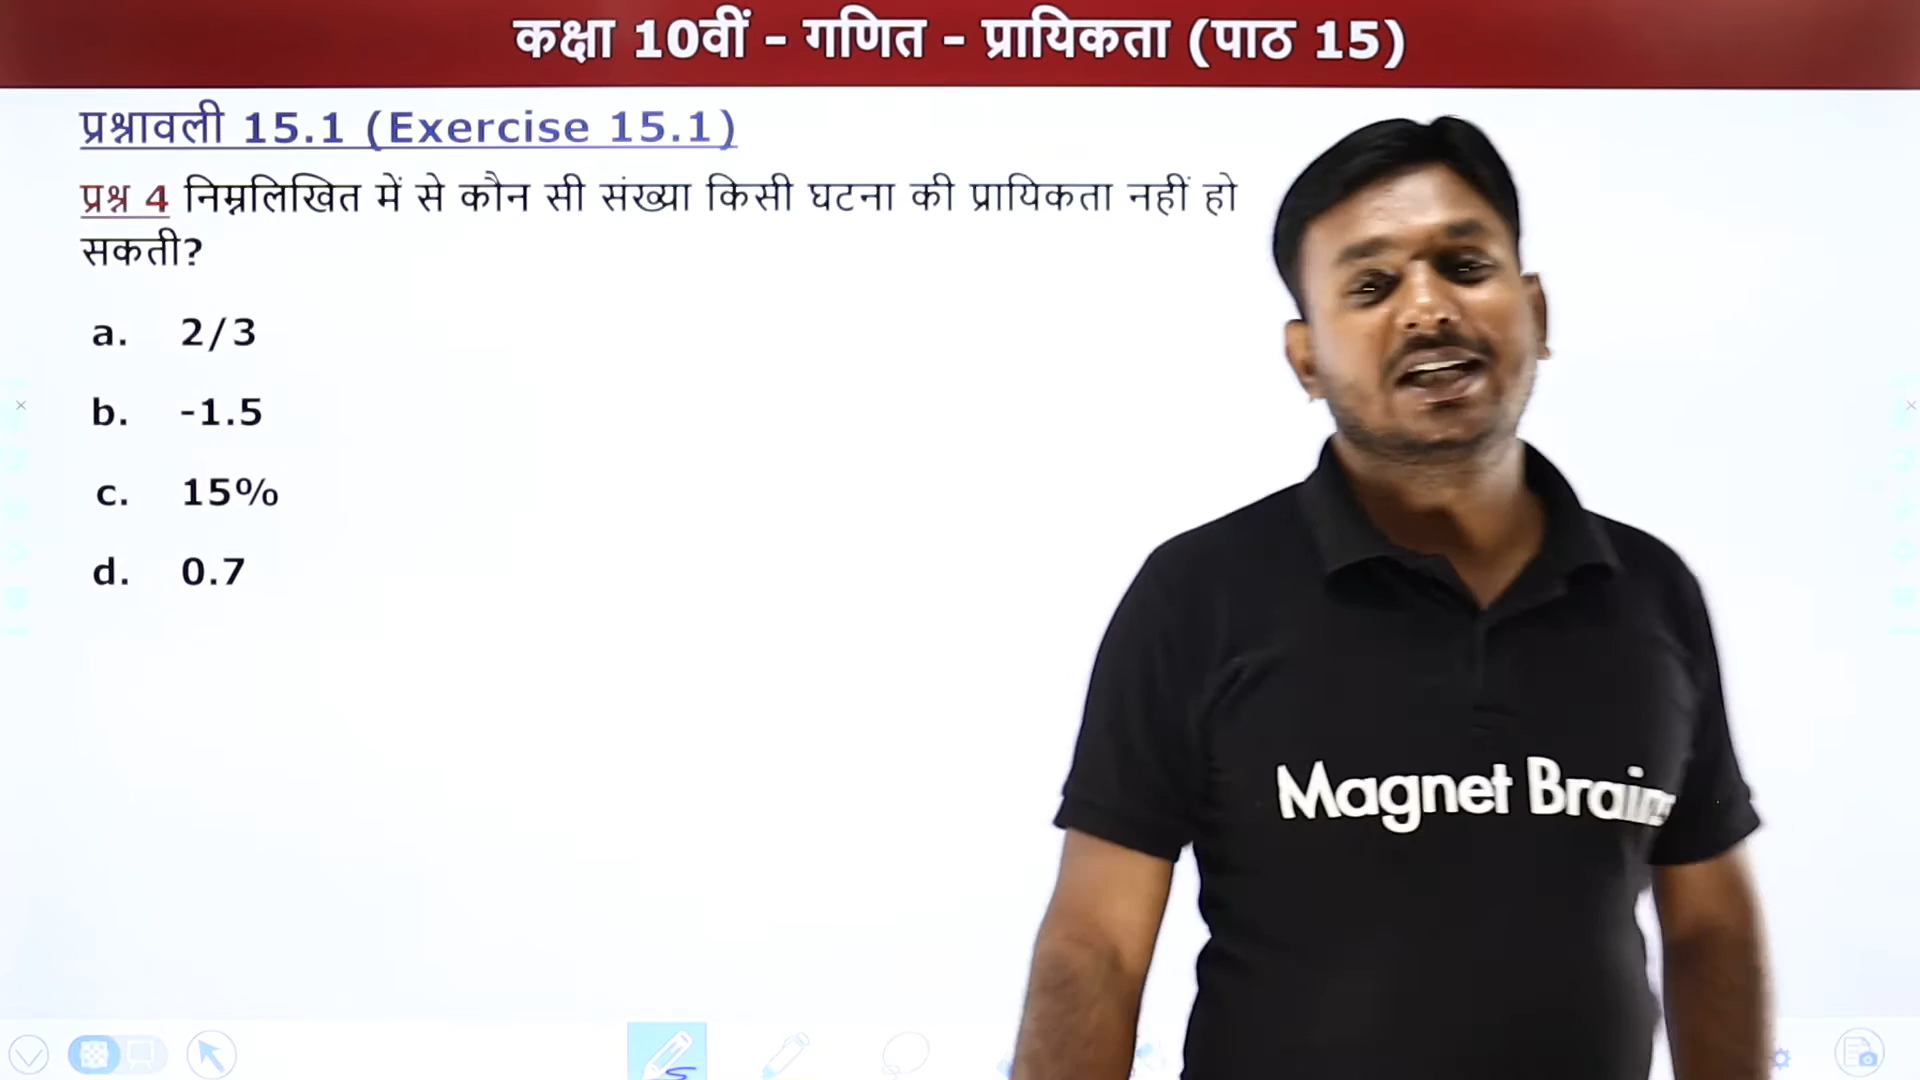 कक्षा 10वीं - गणित - प्रायिकता (पाठ 15)
प्रश्नावली 15.1 (Exercise 15.1)
प्रश्न 4 निम्नलिखित में से कौन सी संख्या किसी घटना की प्रायिकता नहीं हो
सकती?
a. 2/3
b. -1.5
c. 15%
d. 0.7
Magnet Brains